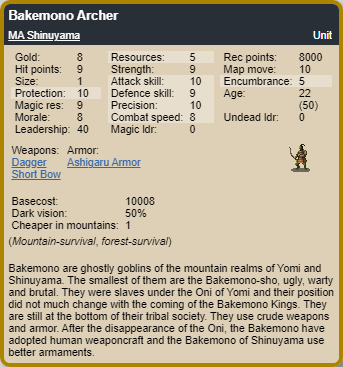 Bakemono Archer
MA Shinuyama Unit
Gold: 8 Resources: 5 Rec points: 8000
Hit points: 9 Strength: 9 Map move: 10
Size: 1 Attack skill: 10 Encumbrance: 5
Protection: 10 Defence skill: 9 Age: 22
Magic res: 9 Precision: 10 (50)
Morale: 8 Combat speed: 8 Undead ldr: 0
Leadership: 40 Magic ldr: 0
Weapons: Armor:
Dagger Ashigaru Armor
Short Bow
Basecost: 10008
Dark vision: 50%
Cheaper in mountains: 1
(Mountain-survival, forest-survival)
Bakemono are ghostly goblins of the mountain realms of Yomi and
Shinuyama. The smallest of them are the Bakemono-sho, ugly, warty
and brutal. They were slaves under the Oni of Yomi and their position
did not much change with the coming of the Bakemono Kings. They
are still at the bottom of their tribal society. They use crude weapons
and armor. After the disappearance of the Oni, the Bakemono have
adopted human weaponcraft and the Bakemono of Shinuyama use
better armaments.